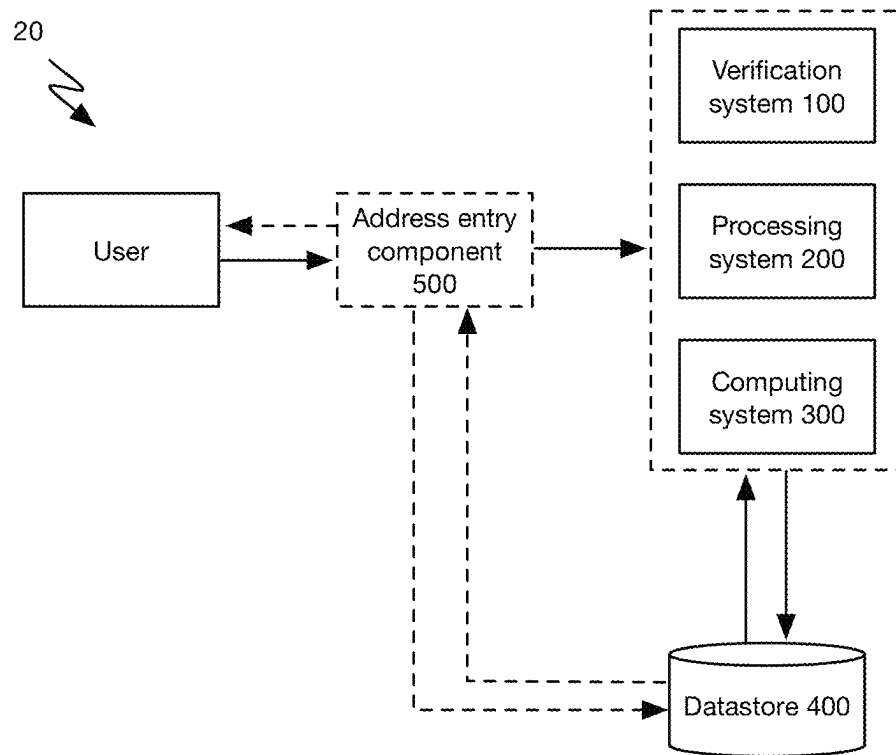 20
Verification
system 100
User
Address entry
component
500
Processing
system 200
Computing
system 300
Datastore 400